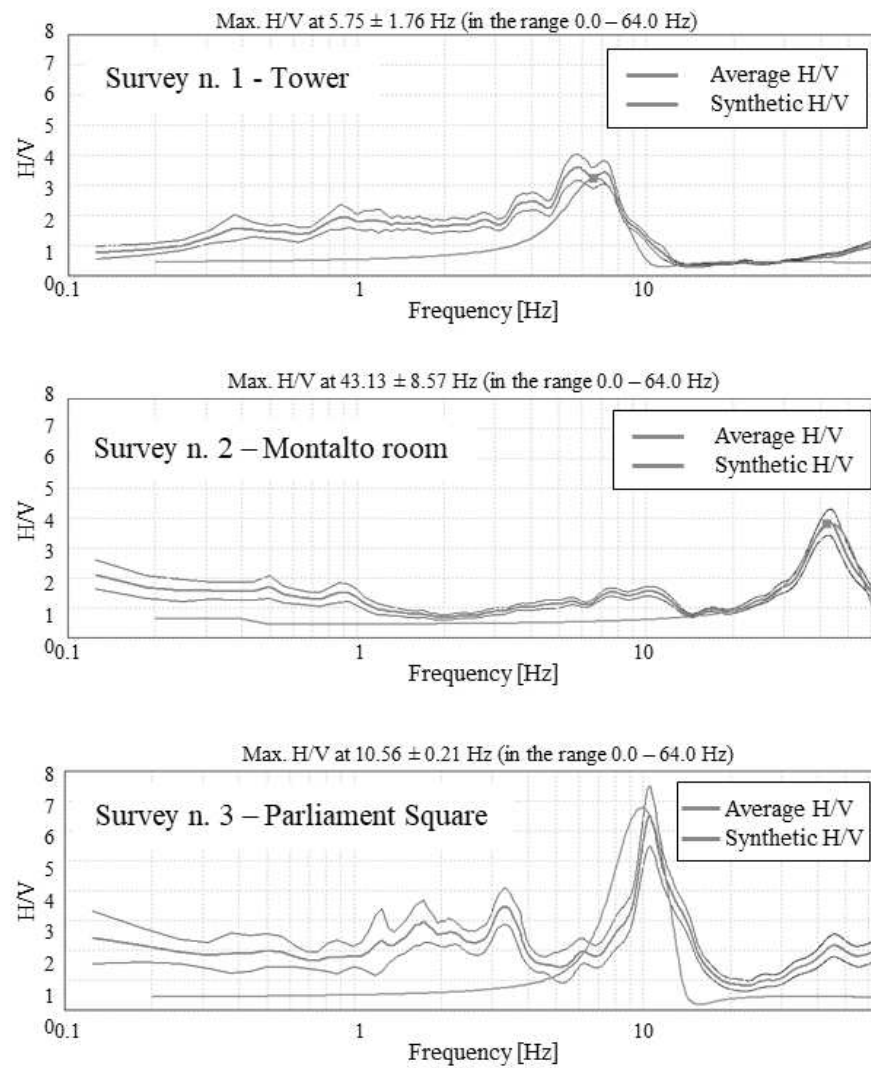 Max. H/V at 5.75 ± 1.76 Hz (in the range 0.0 – 64.0 Hz)
8
Survey n. 1 - Tower
Average H/V
Synthetic H/V
7
6
5
H/V
4
3
2
1
0
0.1
1
10
Frequency [Hz]
Max. H/V at 43.13 ± 8.57 Hz (in the range 0.0 – 64.0 Hz)
8
Survey n. 2 – Montalto room
Average H/V
Synthetic H/V
7
6
5
H/V
4
3
2
1
0
0.1
1
10
Frequency [Hz]
Max. H/V at 10.56 ± 0.21 Hz (in the range 0.0 – 64.0 Hz)
8
Survey n. 3 – Parliament Square
Average H/V
Synthetic H/V
7
6
5
H/V
4
3
2
1
0
0.1
1
10
Frequency [Hz]